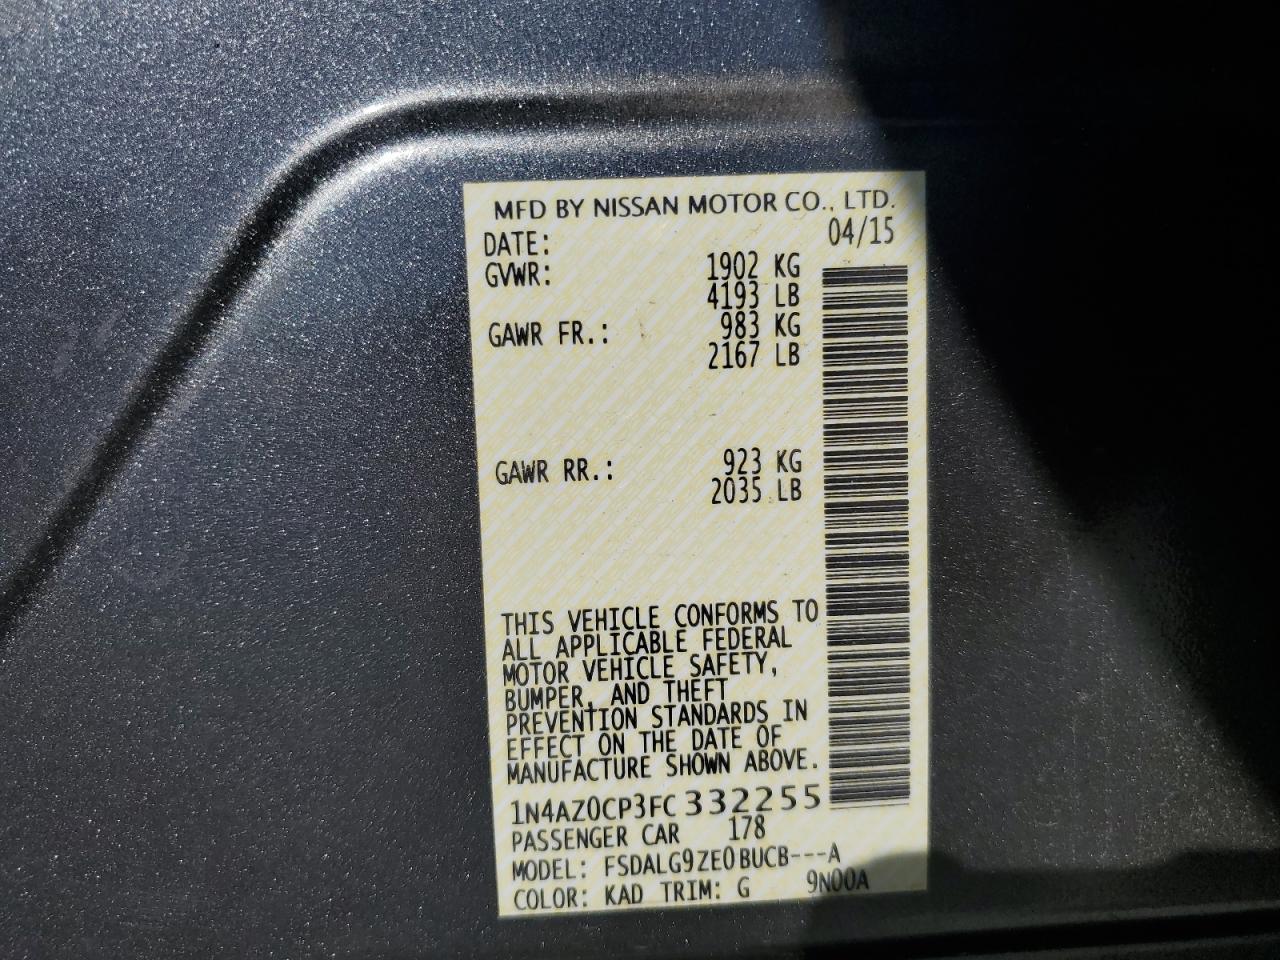 MFD BY NISSAN MOTOR CO., LTD.
DATE: 04/15
GVWR: 1902 KG
4193 LB
GAWR FR.: 983 KG
2167 LB
GAWR RR.: 923 KG
2035 LB
THIS VEHICLE CONFORMS TO
ALL APPLICABLE FEDERAL
MOTOR VEHICLE SAFETY,
BUMPER, AND THEFT
PREVENTION STANDARDS IN
EFFECT ON THE DATE OF
MANUFACTURE SHOWN ABOVE.
1N4AZ0CP3FC332255
PASSENGER CAR 178
MODEL: FSDALG9ZE0BUCB---A
COLOR: KAD TRIM: G 9N00A